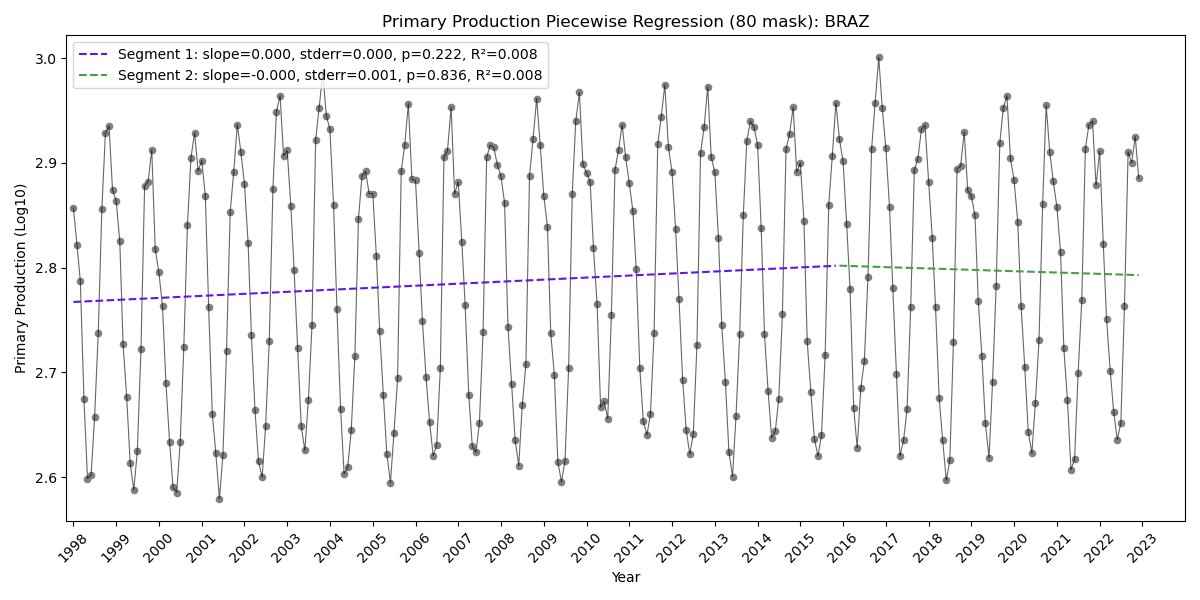 Primary Production Piecewise Regression (80 mask): BRAZ
Segment 1: slope=0.000, stderr=0.000, p=0.222, R²=0.008
Segment 2: slope=-0.000, stderr=0.001, p=0.836, R²=0.008
Primary Production (Log10)
3.0
2.9
2.8
2.7
2.6
1998 1999 2000 2001 2002 2003 2004 2005 2006 2007 2008 2009 2010 2011 2012 2013 2014 2015 2016 2017 2018 2019 2020 2021 2022 2023
Year